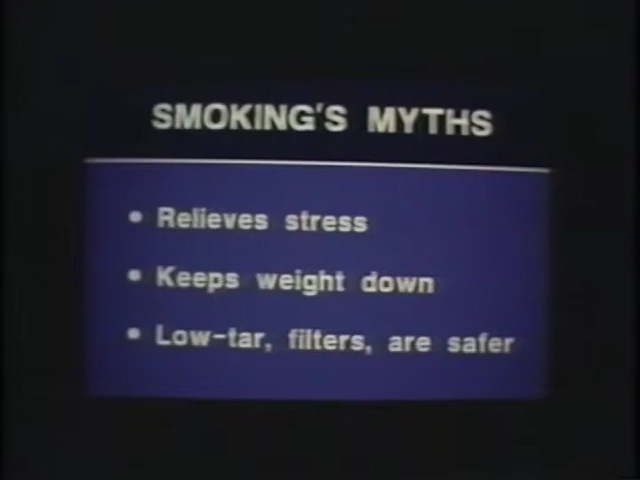 SMOKING'S MYTHS
• Relieves stress
• Keeps weight down
• Low-tar, filters, are safer